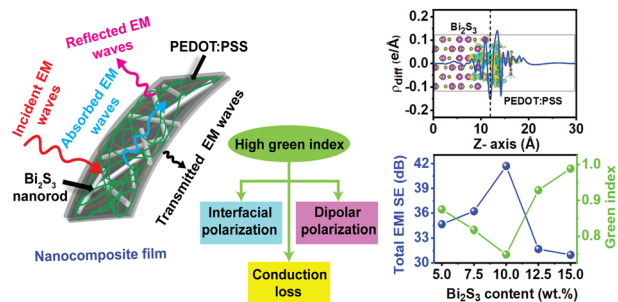 Reflected EM
waves
PEDOT:PSS
Incident EM
waves
Absorbed EM
waves
Transmitted EM waves
Bi₂S₃
nanorod
Nanocomposite film
High green index
Interfacial
polarization
Dipolar
polarization
Conduction
loss
ρdiff (e/Å)
0.2
0.1
0.0
-0.1
-0.2
Bi₂S₃
PEDOT:PSS
0 10 20 30
Z- axis (Å)
Total EMI SE (dB)
42
39
36
33
30
Green index
1.0
0.9
0.8
5.0 7.5 10.0 12.5 15.0
Bi₂S₃ content (wt.%)